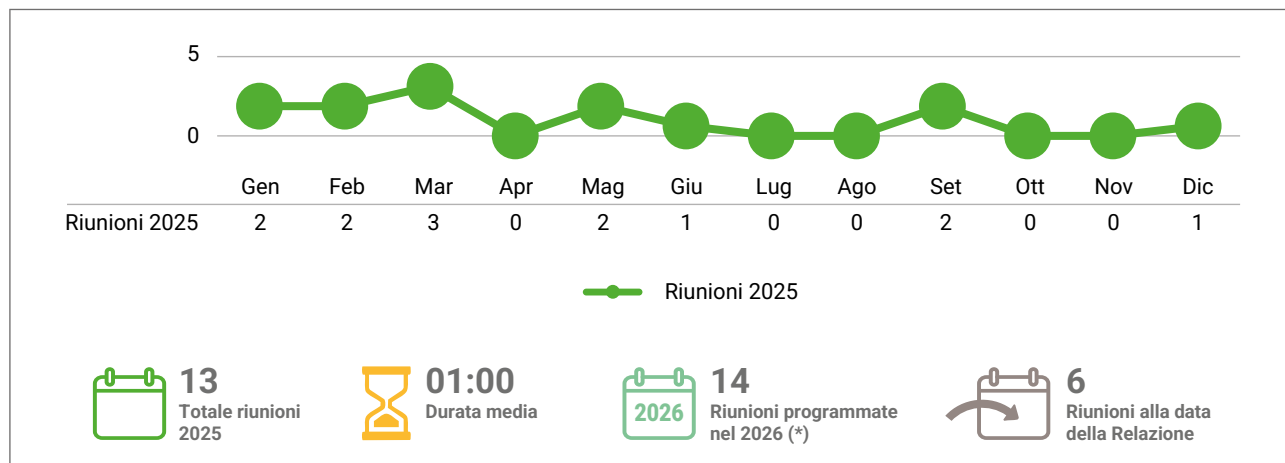 5
0
Gen Feb Mar Apr Mag Giu Lug Ago Set Ott Nov Dic
Riunioni 2025 2 2 3 0 2 1 0 0 2 0 0 1
Riunioni 2025
13
Totale riunioni
2025
01:00
Durata media
2026
14
Riunioni programmate
nel 2026 (*)
6
Riunioni alla data
della Relazione